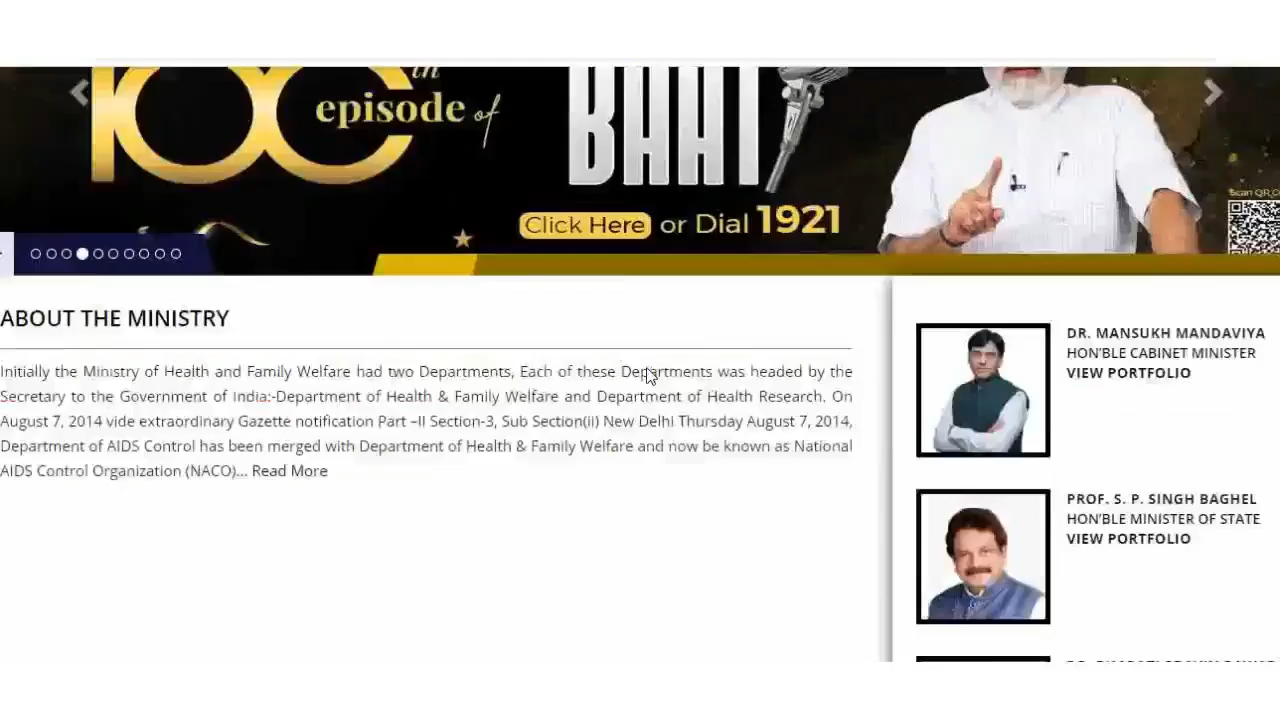 100th
episode of
BAAT
Click Here or Dial 1921
Scan QR
ABOUT THE MINISTRY
Initially the Ministry of Health and Family Welfare had two Departments, Each of these Departments was headed by the
Secretary to the Government of India:-Department of Health & Family Welfare and Department of Health Research. On
August 7, 2014 vide extraordinary Gazette notification Part –II Section-3, Sub Section(ii) New Delhi Thursday August 7, 2014,
Department of AIDS Control has been merged with Department of Health & Family Welfare and now be known as National
AIDS Control Organization (NACO)... Read More
DR. MANSUKH MANDAVIYA
HON'BLE CABINET MINISTER
VIEW PORTFOLIO
PROF. S. P. SINGH BAGHEL
HON'BLE MINISTER OF STATE
VIEW PORTFOLIO